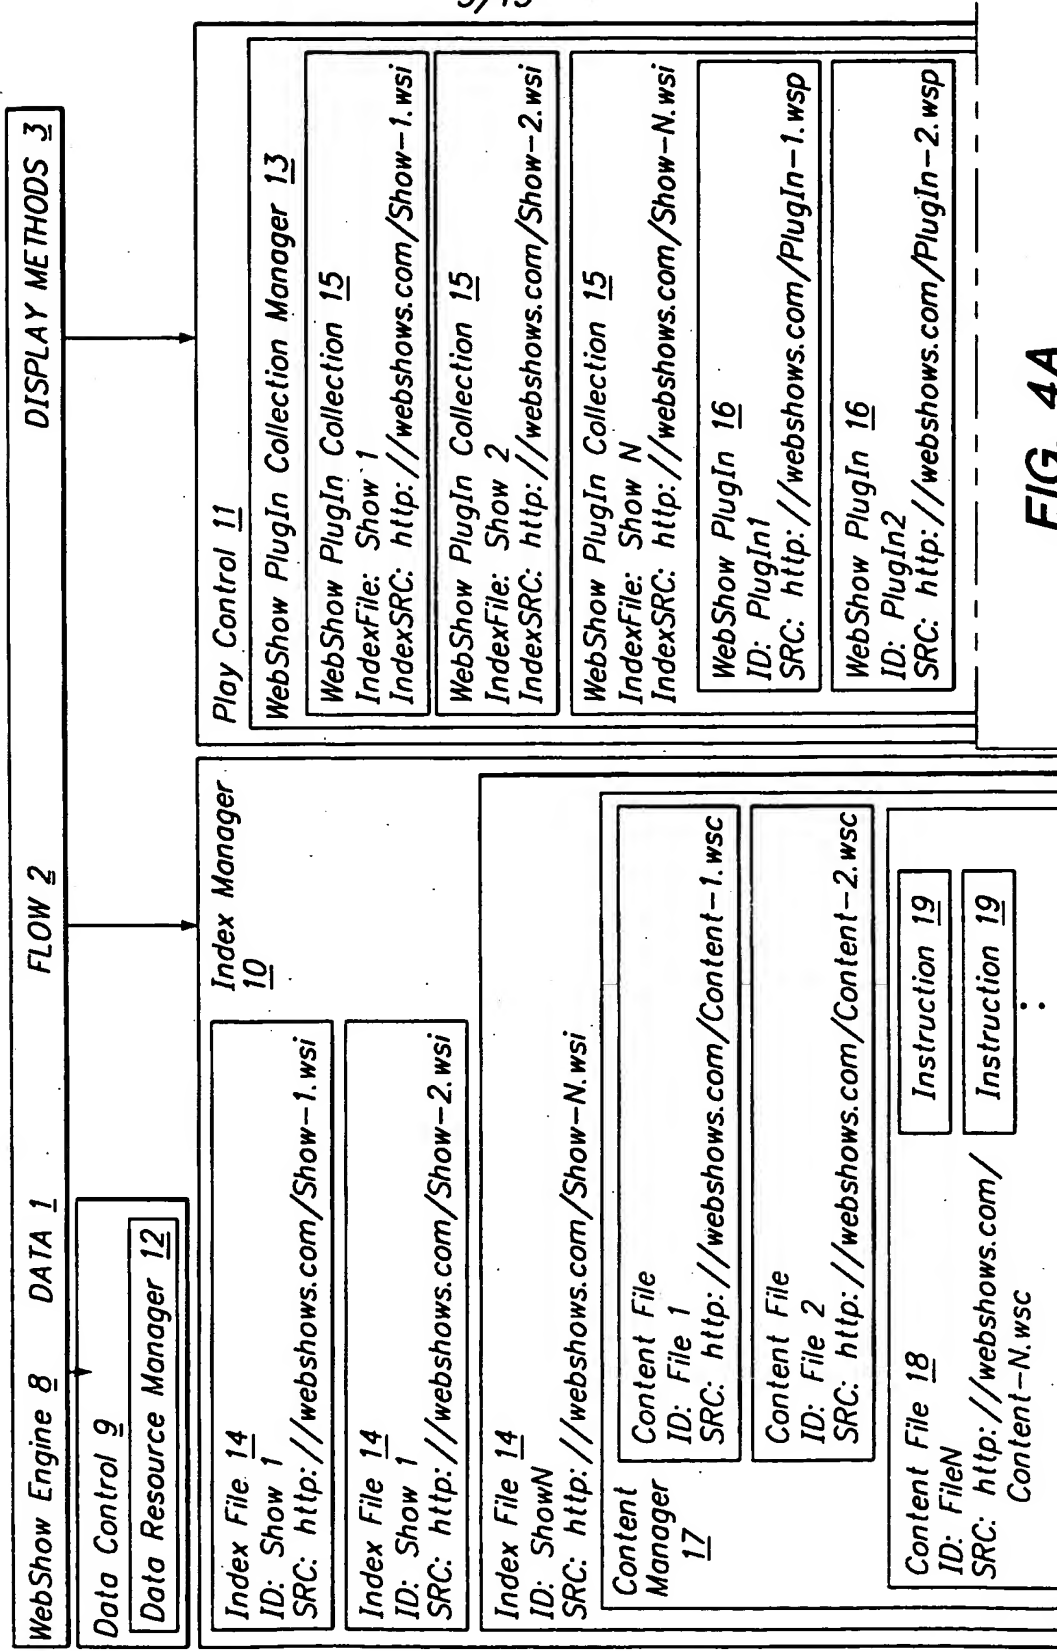 WebShow Engine 8 DATA 1 FLOW 2 DISPLAY METHODS 3
Data Control 9
Data Resource Manager 12
Index Manager
10
Index File 14
ID: Show 1
SRC: http://webshows.com/Show-1.wsi
Index File 14
ID: Show 1
SRC: http://webshows.com/Show-2.wsi
Index File 14
ID: ShowN
SRC: http://webshows.com/Show-N.wsi
Content
Manager
17
Content File
ID: File 1
SRC: http://webshows.com/Content-1.wsc
Content File
ID: File 2
SRC: http://webshows.com/Content-2.wsc
Content File 18
ID: FileN
SRC: http://webshows.com/
Content-N.wsc
Instruction 19
Instruction 19
Play Control 11
WebShow PlugIn Collection Manager 13
WebShow PlugIn Collection 15
IndexFile: Show 1
IndexSRC: http://webshows.com/Show-1.wsi
WebShow PlugIn Collection 15
IndexFile: Show 2
IndexSRC: http://webshows.com/Show-2.wsi
WebShow PlugIn Collection 15
IndexFile: Show N
IndexSRC: http://webshows.com/Show-N.wsi
WebShow PlugIn 16
ID: PlugIn1
SRC: http://webshows.com/PlugIn-1.wsp
WebShow PlugIn 16
ID: PlugIn2
SRC: http://webshows.com/PlugIn-2.wsp
FIG. 4A